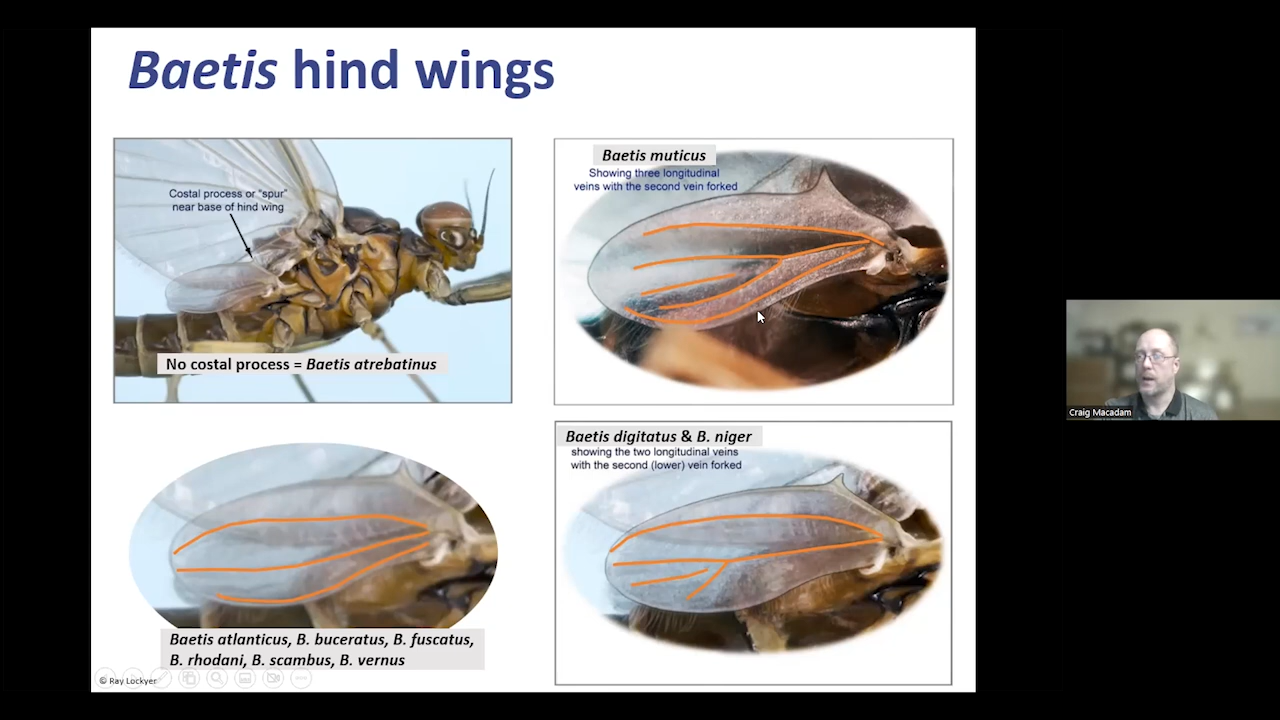 Baetis hind wings
Costal process or "spur"
near base of hind wing
No costal process = Baetis atrebatinus
Baetis muticus
Showing three longitudinal
veins with the second vein forked
Baetis atlanticus, B. buceratus, B. fuscatus,
B. rhodani, B. scambus, B. vernus
Baetis digitatus & B. niger
showing the two longitudinal veins
with the second (lower) vein forked
© Ray Lockyer
Craig Macadam